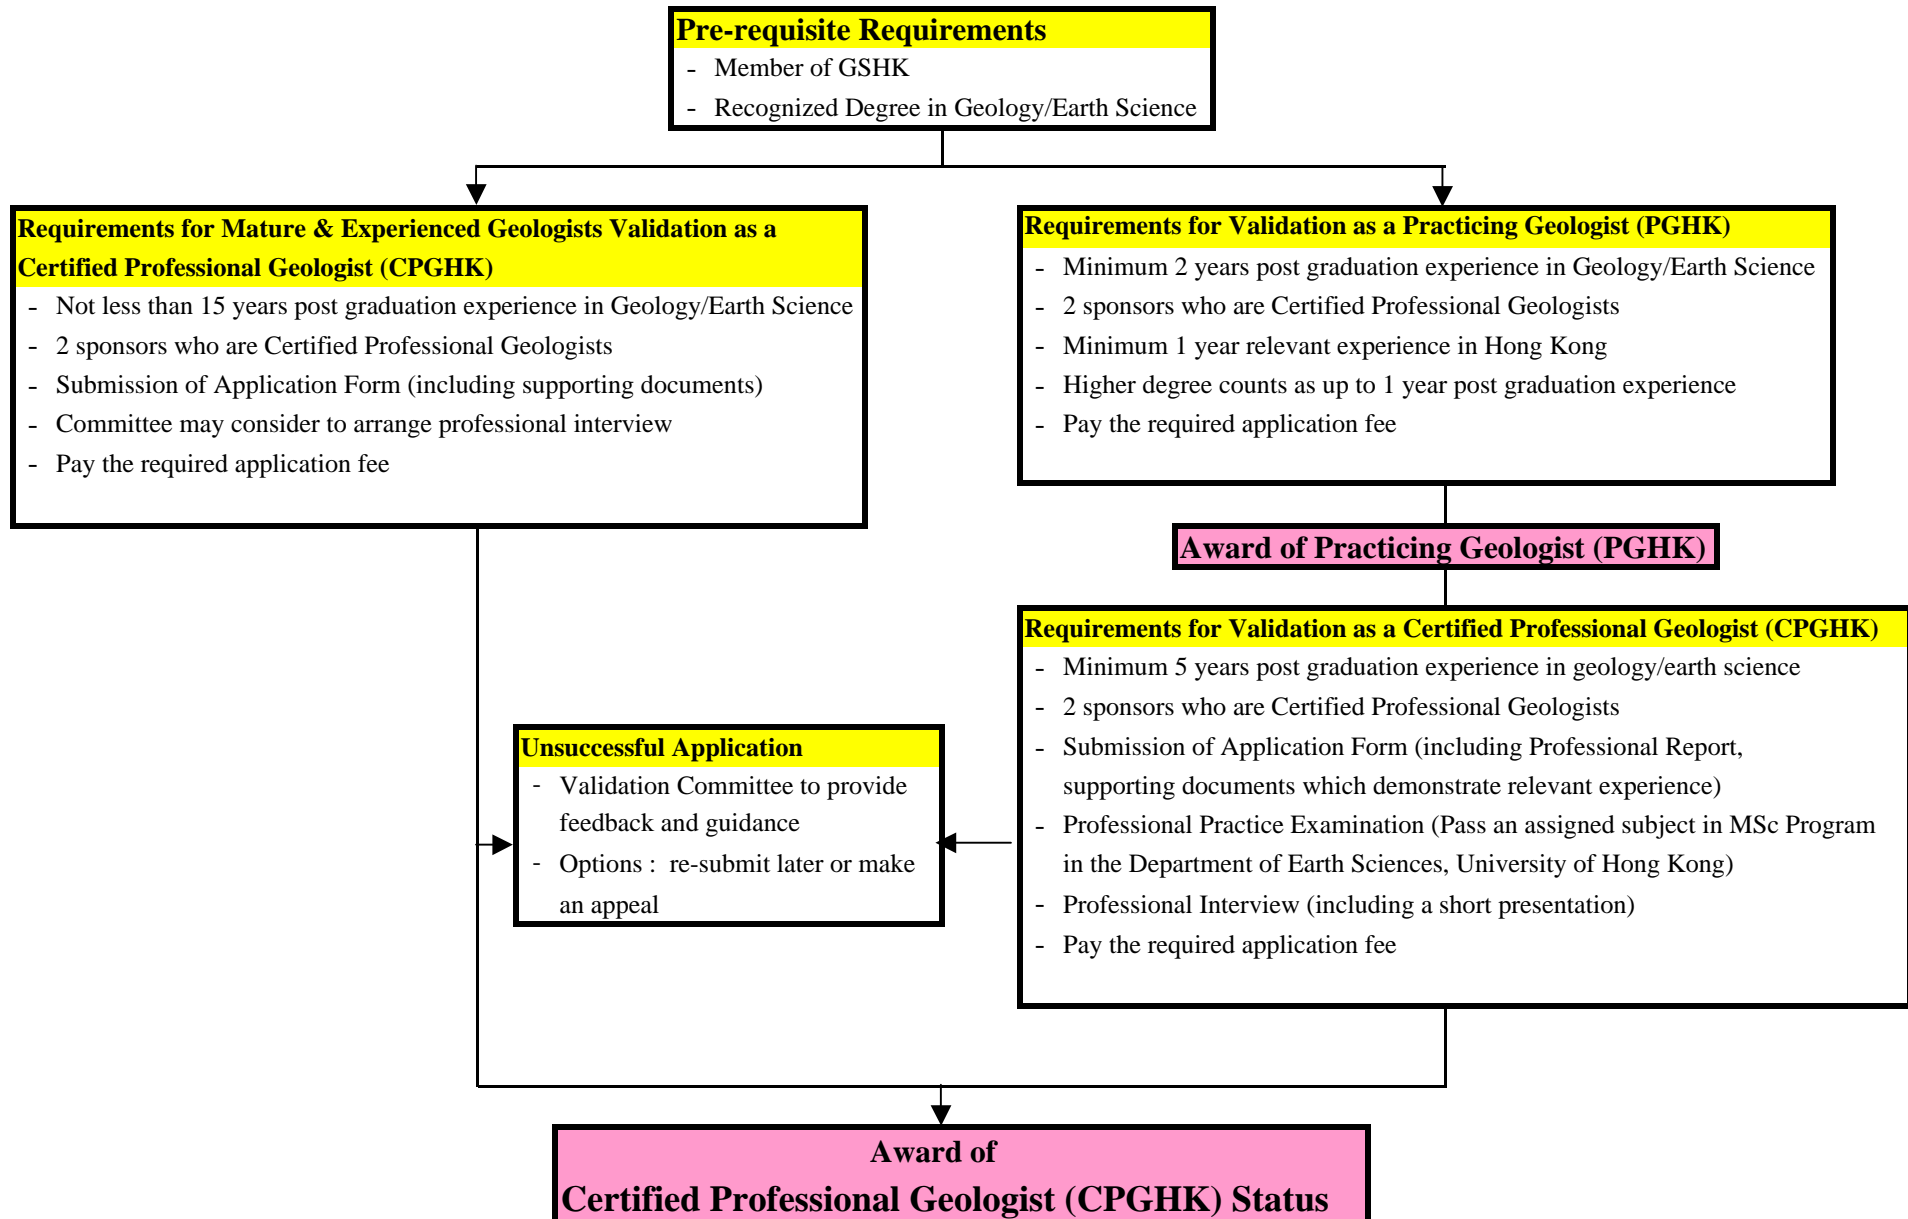 Pre-requisite Requirements
- Member of GSHK
- Recognized Degree in Geology/Earth Science
Requirements for Mature & Experienced Geologists Validation as a
Certified Professional Geologist (CPGHK)
- Not less than 15 years post graduation experience in Geology/Earth Science
- 2 sponsors who are Certified Professional Geologists
- Submission of Application Form (including supporting documents)
- Committee may consider to arrange professional interview
- Pay the required application fee
Requirements for Validation as a Practicing Geologist (PGHK)
- Minimum 2 years post graduation experience in Geology/Earth Science
- 2 sponsors who are Certified Professional Geologists
- Minimum 1 year relevant experience in Hong Kong
- Higher degree counts as up to 1 year post graduation experience
- Pay the required application fee
Award of Practicing Geologist (PGHK)
Requirements for Validation as a Certified Professional Geologist (CPGHK)
- Minimum 5 years post graduation experience in geology/earth science
- 2 sponsors who are Certified Professional Geologists
- Submission of Application Form (including Professional Report,
supporting documents which demonstrate relevant experience)
- Professional Practice Examination (Pass an assigned subject in MSc Program
in the Department of Earth Sciences, University of Hong Kong)
- Professional Interview (including a short presentation)
- Pay the required application fee
Unsuccessful Application
- Validation Committee to provide
feedback and guidance
- Options : re-submit later or make
an appeal
Award of
Certified Professional Geologist (CPGHK) Status